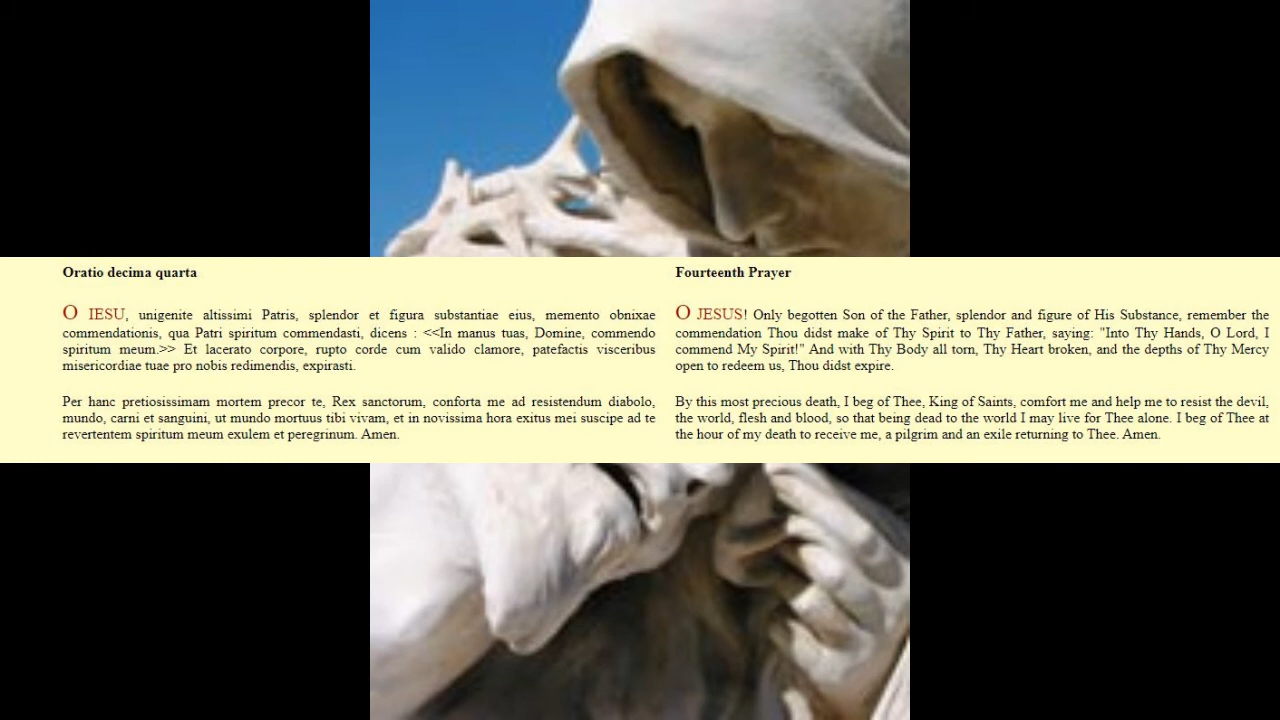 Oratio decima quarta
O IESU, unigenite altissimi Patris, splendor et figura substantiae eius, memento obnixae
commendationis, qua Patri spiritum commendasti, dicens : <<In manus tuas, Domine, commendo
spiritum meum.>> Et lacerato corpore, rupto corde cum valido clamore, patefactis visceribus
misericordiae tuae pro nobis redimendis, expirasti.
Per hanc pretiosissimam mortem precor te, Rex sanctorum, conforta me ad resistendum diabolo,
mundo, carni et sanguini, ut mundo mortuus tibi vivam, et in novissima hora exitus mei suscipe ad te
revertentem spiritum meum exulem et peregrinum. Amen.
Fourteenth Prayer
O JESUS! Only begotten Son of the Father, splendor and figure of His Substance, remember the
commendation Thou didst make of Thy Spirit to Thy Father, saying: "Into Thy Hands, O Lord, I
commend My Spirit!" And with Thy Body all torn, Thy Heart broken, and the depths of Thy Mercy
open to redeem us, Thou didst expire.
By this most precious death, I beg of Thee, King of Saints, comfort me and help me to resist the devil,
the world, flesh and blood, so that being dead to the world I may live for Thee alone. I beg of Thee at
the hour of my death to receive me, a pilgrim and an exile returning to Thee. Amen.